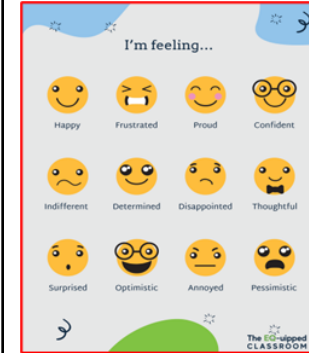 I'm feeling...
Happy Frustrated Proud Confident
Indifferent Determined Disappointed Thoughtful
Surprised Optimistic Annoyed Pessimistic
The EQ-uipped
CLASSROOM